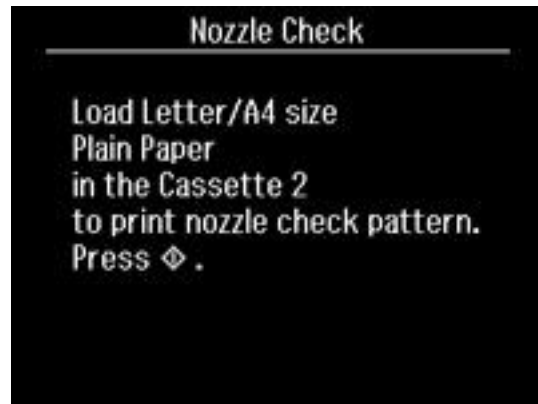 Nozzle Check
Load Letter/A4 size
Plain Paper
in the Cassette 2
to print nozzle check pattern.
Press ⟐ .